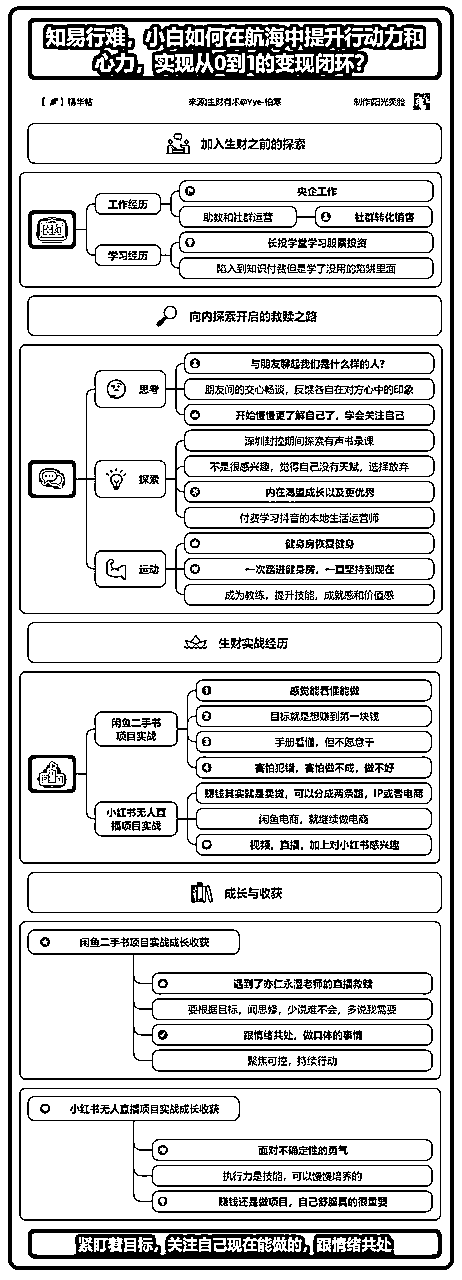 知易行难，小白如何在航海中提升行动力和
心力，实现从0到1的变现闭环？
精华帖
来源|生财有术@Yye-怡寒
制作|阳光荚脸
加入生财之前的探索
工作经历
央企工作
助教和社群运营
社群转化销售
学习经历
长投学堂学习股票投资
陷入到知识付费但是学了没用的陷阱里面
向内探索开启的救赎之路
思考
与朋友聊起我们是什么样的人？
朋友间的交心畅谈，反馈各自在对方心中的印象
开始慢慢更了解自己了，学会关注自己
探索
深圳封控期间探索有声书录课
不是很感兴趣，觉得自己没有天赋，选择放弃
内在渴望成长以及更优秀
付费学习抖音的本地生活运营师
运动
健身房恢复健身
一次踏进健身房，一直坚持到现在
成为教练，提升技能，成就感和价值感
生财实战经历
闲鱼二手书
项目实战
感觉能看懂能做
目标就是想赚到第一块钱
手册看懂，但不愿意干
害怕犯错，害怕做不成，做不好
小红书无人直
播项目实战
赚钱其实就是卖货，可以分成两条路，IP或者电商
闲鱼电商，就继续做电商
视频，直播，加上对小红书感兴趣
成长与收获
闲鱼二手书项目实战成长收获
遇到了亦仁永澄老师的直播救赎
要根据目标，闻思修，少说难不会，多说我需要
跟情绪共处，做具体的事情
聚焦可控，持续行动
小红书无人直播项目实战成长收获
面对不确定性的勇气
执行力是技能，可以慢慢培养的
赚钱还是做项目，自己舒服真的很重要
紧盯着目标，关注自己现在能做的，跟情绪共处